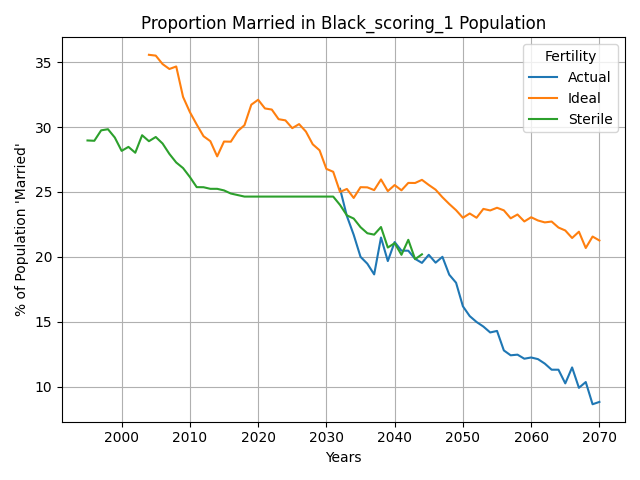 Proportion Married in Black_scoring_1 Population
Fertility
Actual
Ideal
Sterile
% of Population 'Married'
35
30
25
20
15
10
2000 2010 2020 2030 2040 2050 2060 2070
Years